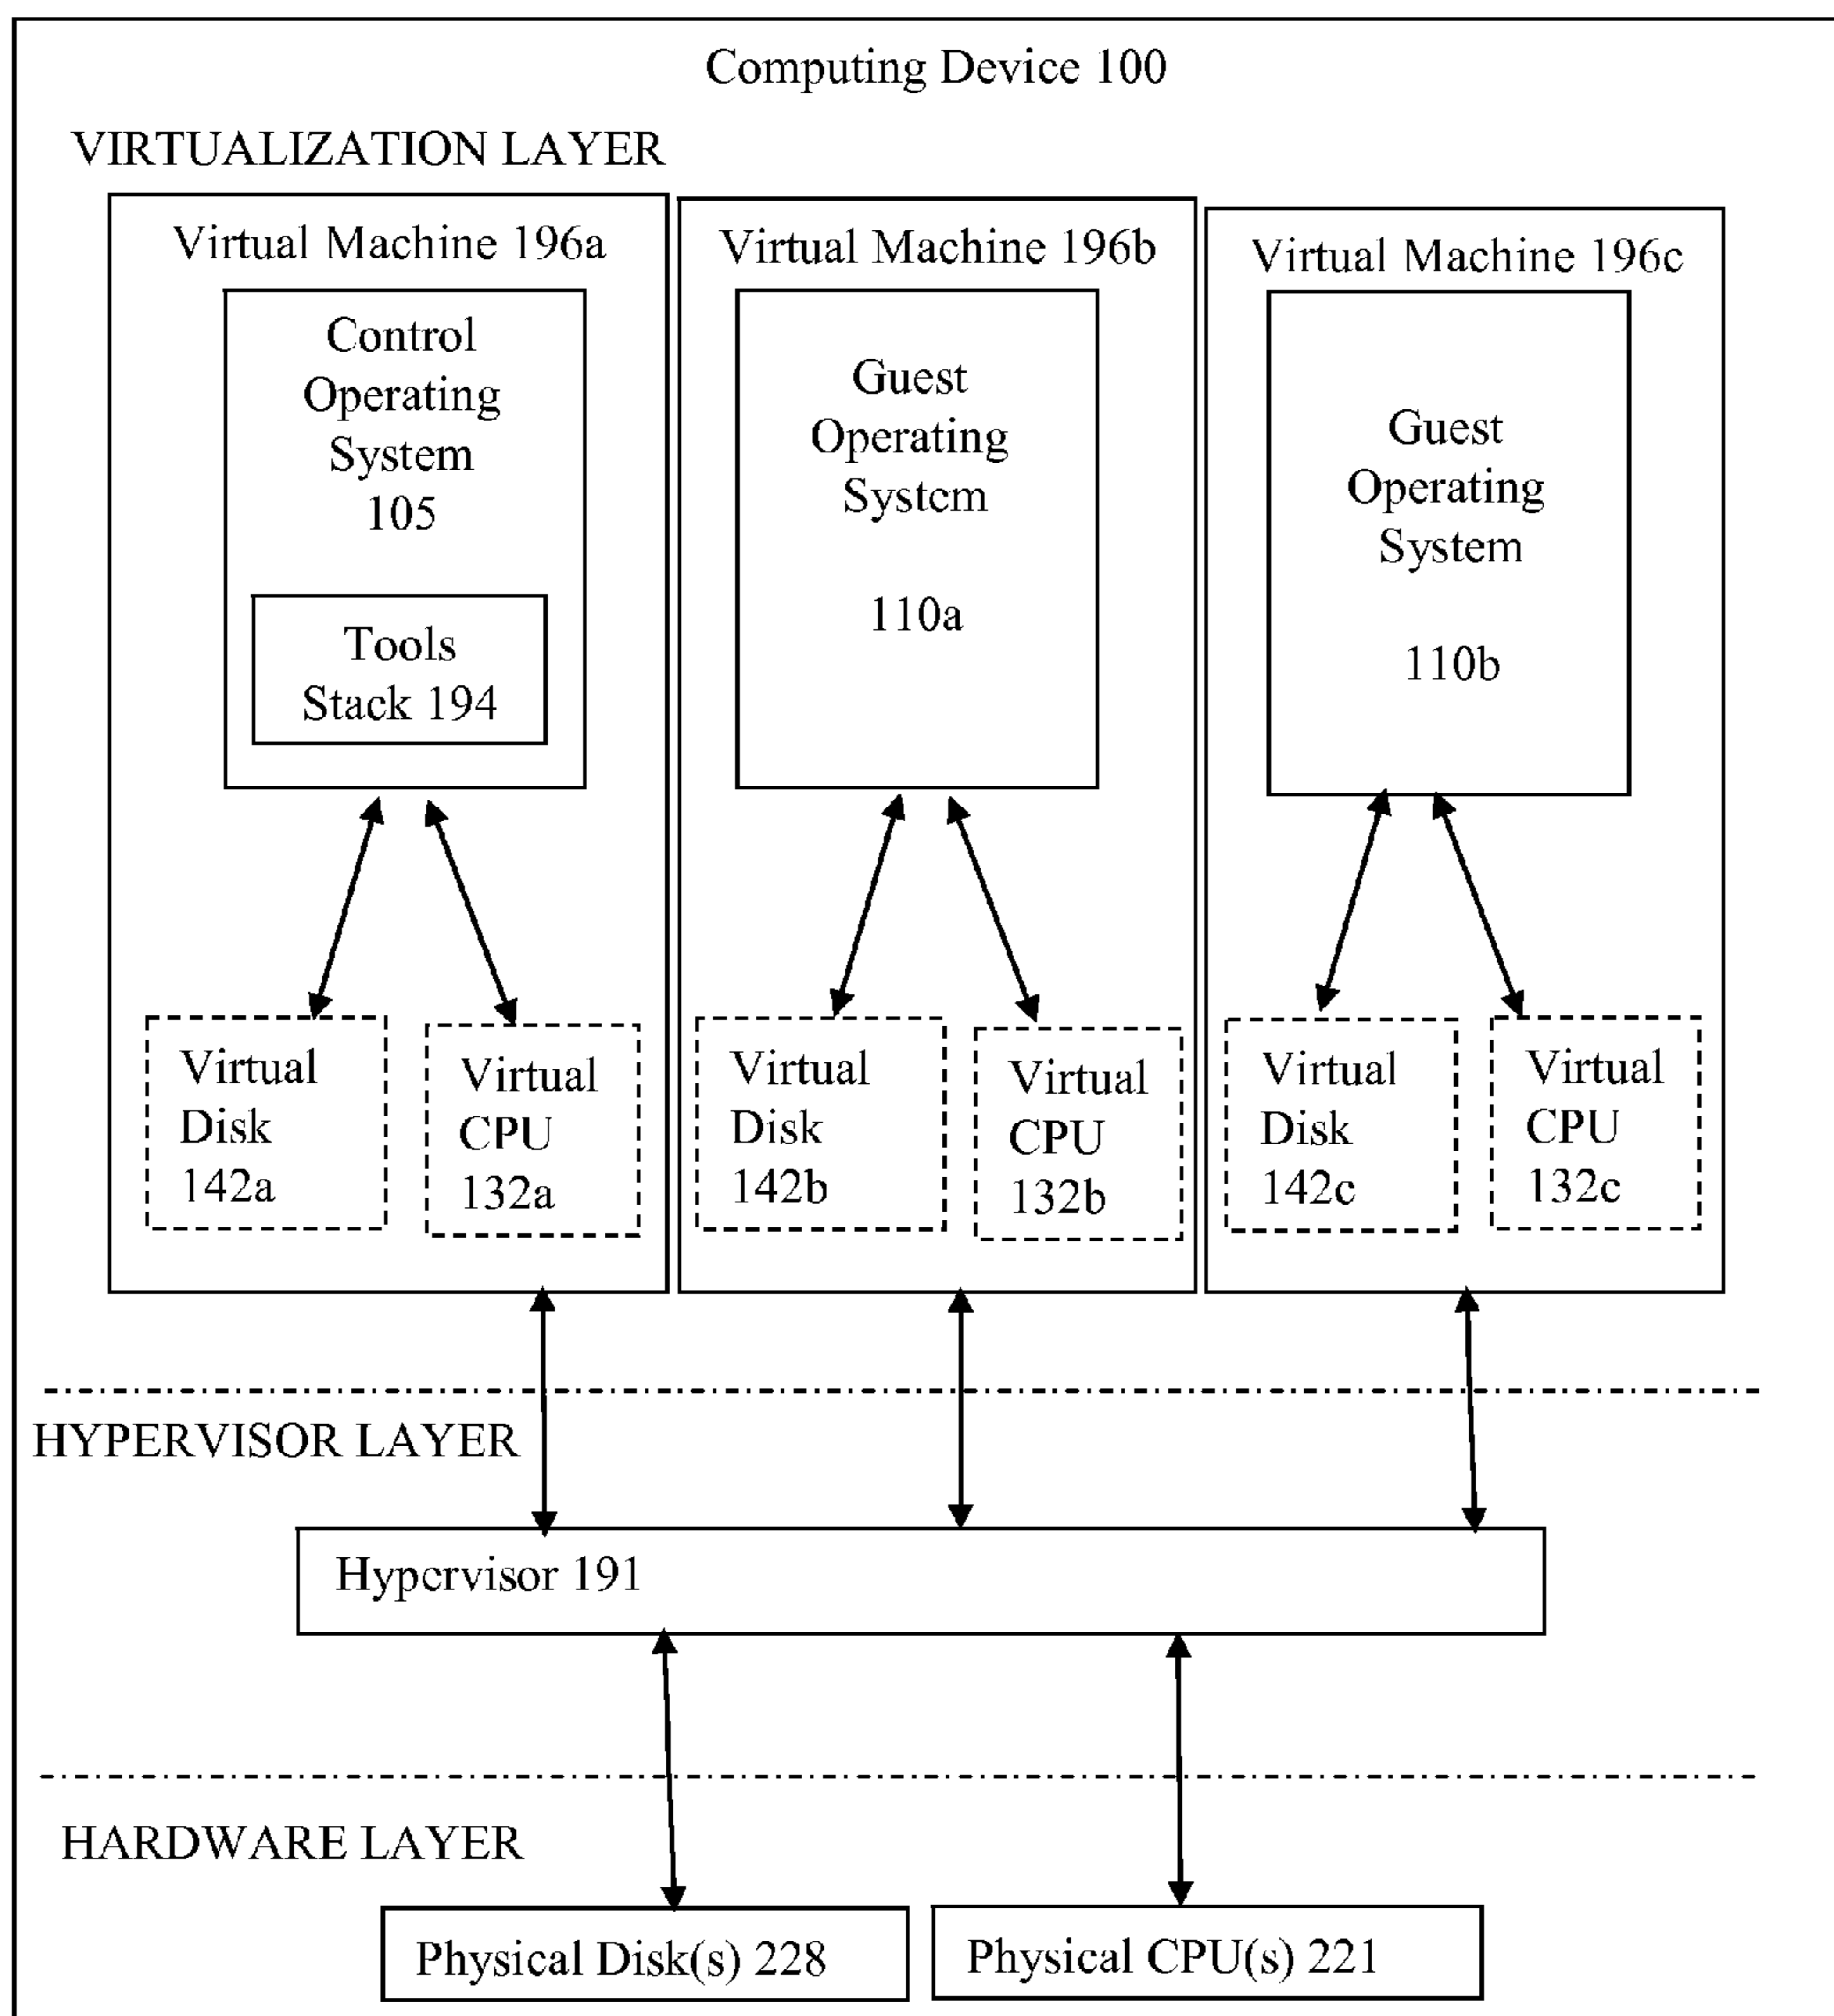 Computing Device 100
VIRTUALIZATION LAYER
Virtual Machine 196a
Control
Operating
System
105
Tools
Stack 194
Virtual
Disk
142a
Virtual
CPU
132a
Virtual Machine 196b
Guest
Operating
System
110a
Virtual
Disk
142b
Virtual
CPU
132b
Virtual Machine 196c
Guest
Operating
System
110b
Virtual
Disk
142c
Virtual
CPU
132c
HYPERVISOR LAYER
Hypervisor 191
HARDWARE LAYER
Physical Disk(s) 228
Physical CPU(s) 221